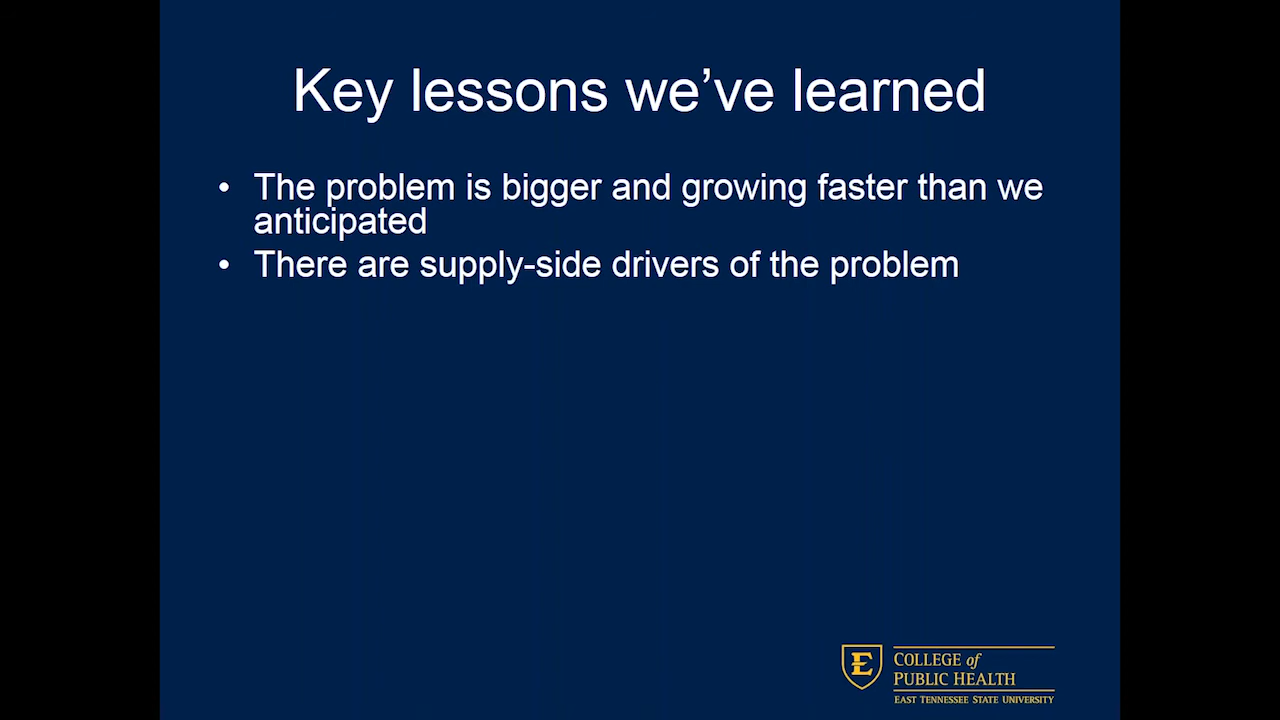 Key lessons we’ve learned
• The problem is bigger and growing faster than we
anticipated
• There are supply-side drivers of the problem
E
COLLEGE of
PUBLIC HEALTH
EAST TENNESSEE STATE UNIVERSITY